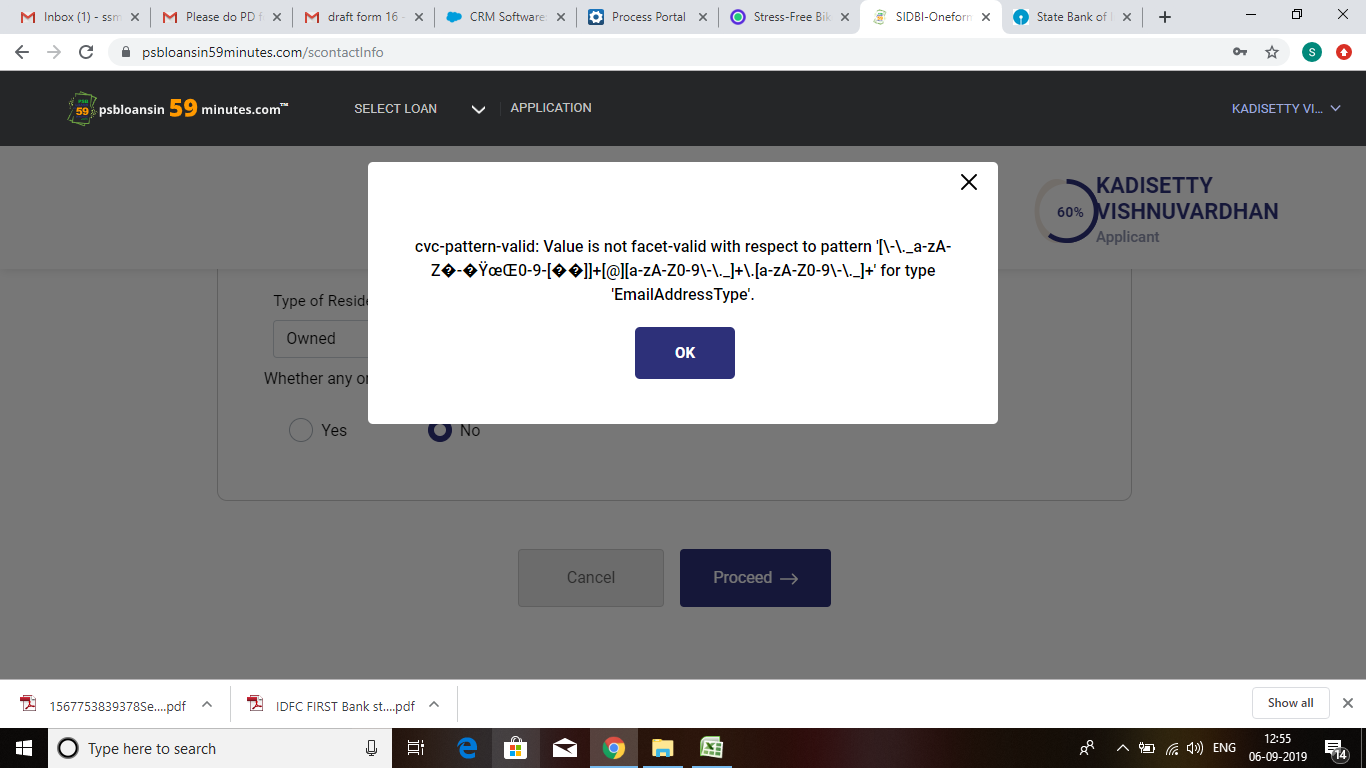 Inbox (1) - ssm
Please do PD f
draft form 16 -
CRM Software
Process Portal
Stress-Free Bik
SIDBI-Oneform
State Bank of I
psbloansin59minutes.com/scontactInfo
S
PSB 59 psbloansin 59 minutes.com™
SELECT LOAN
APPLICATION
KADISETTY VI...
60%
KADISETTY
VISHNUVARDHAN
Applicant
cvc-pattern-valid: Value is not facet-valid with respect to pattern '[\-\._a-zA-
Z�-�ŸœŒ0-9-[��]]+[@][a-zA-Z0-9\-\._]+\.[a-zA-Z0-9\-\._]+' for type
'EmailAddressType'.
OK
Type of Reside
Owned
Whether any or
Yes
No
Cancel
Proceed →
1567753839378Se....pdf
IDFC FIRST Bank st....pdf
Show all
Type here to search
ENG
12:55
06-09-2019
14